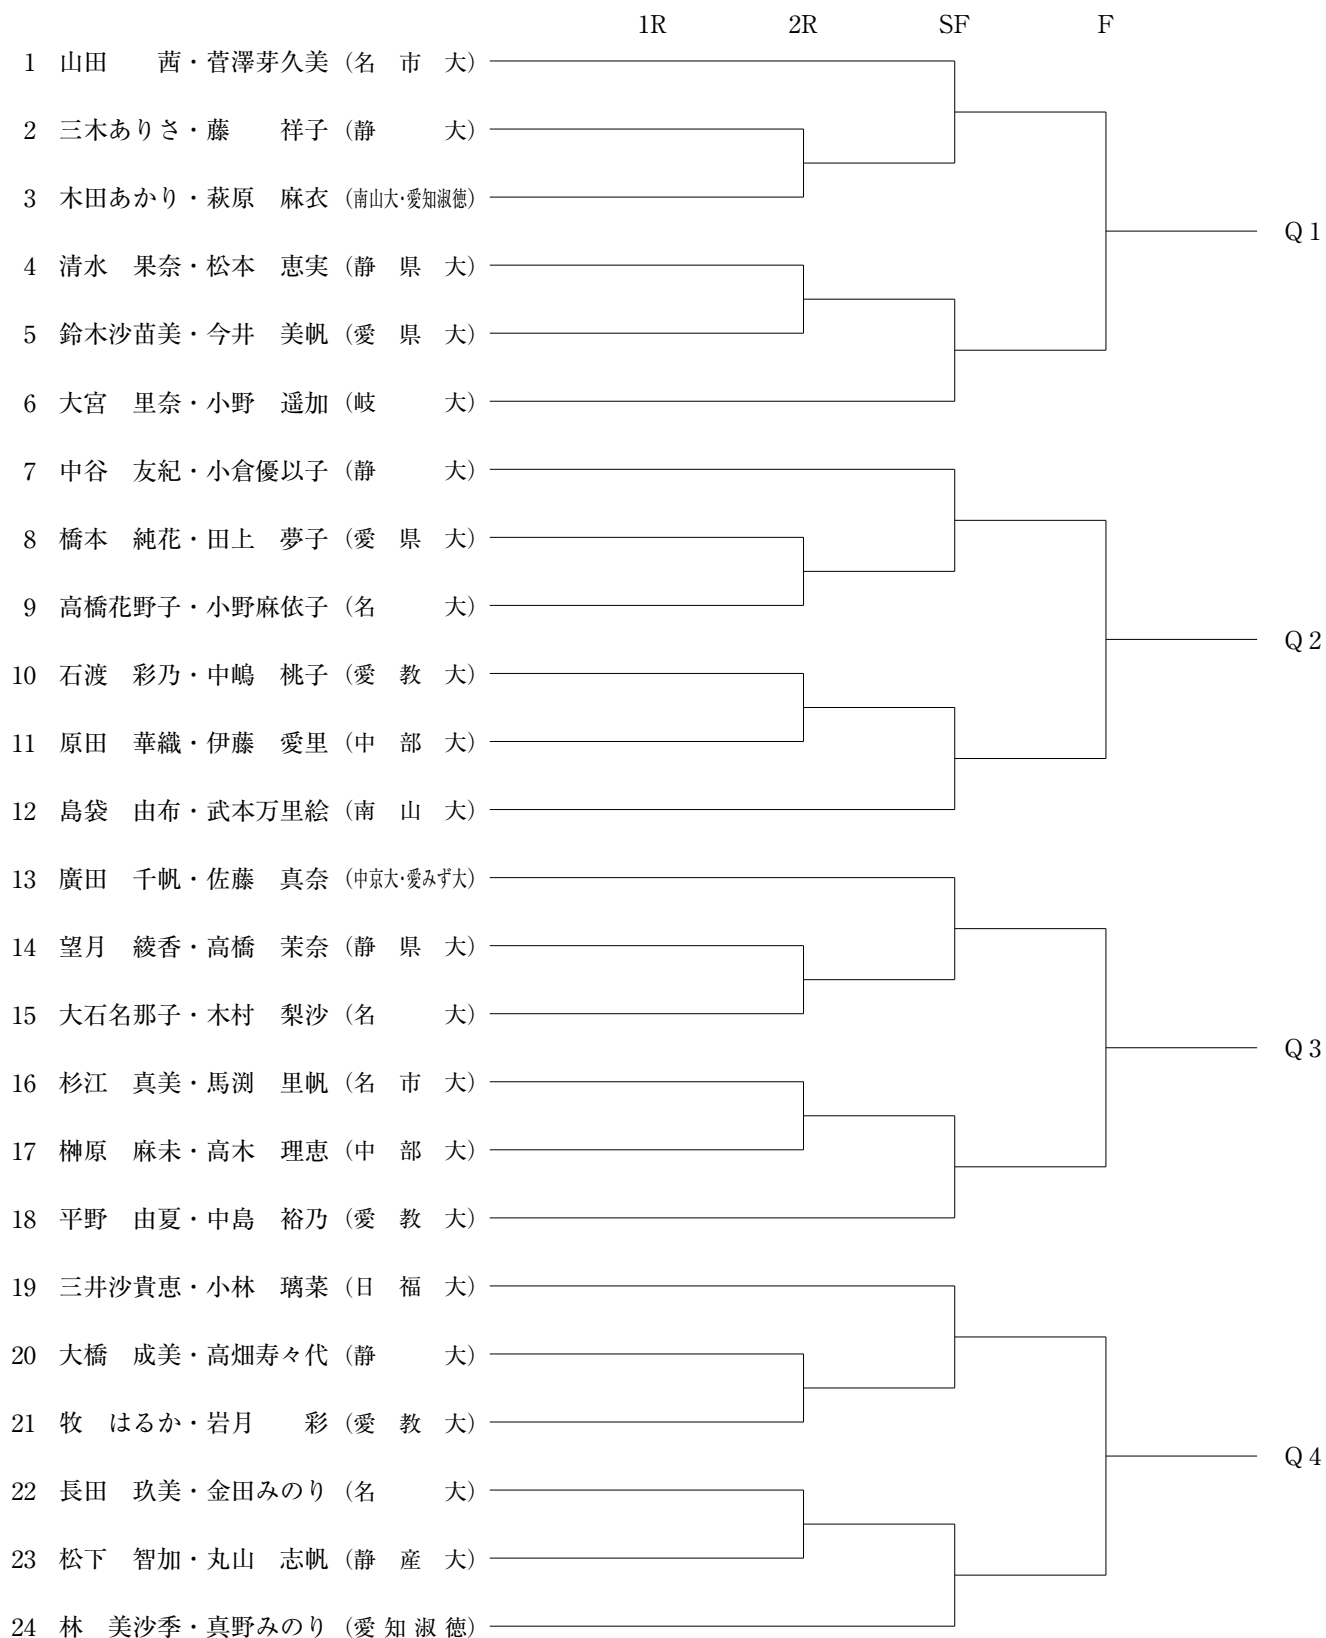 1R 2R SF F
1 山田　　茜・菅澤芽久美（名　市　大）
2 三木ありさ・藤　　祥子（静　　　大）
3 木田あかり・萩原　麻衣（南山大・愛知淑徳）
Q1
4 清水　果奈・松本　恵実（静　県　大）
5 鈴木沙苗美・今井　美帆（愛　県　大）
6 大宮　里奈・小野　遥加（岐　　　大）
7 中谷　友紀・小倉優以子（静　　　大）
8 橋本　純花・田上　夢子（愛　県　大）
9 高橋花野子・小野麻依子（名　　　大）
Q2
10 石渡　彩乃・中嶋　桃子（愛　教　大）
11 原田　華織・伊藤　愛里（中　部　大）
12 島袋　由布・武本万里絵（南　山　大）
13 廣田　千帆・佐藤　真奈（中京大・愛みず大）
14 望月　綾香・高橋　茉奈（静　県　大）
15 大石名那子・木村　梨沙（名　　　大）
Q3
16 杉江　真美・馬渕　里帆（名　市　大）
17 榊原　麻未・高木　理恵（中　部　大）
18 平野　由夏・中島　裕乃（愛　教　大）
19 三井沙貴恵・小林　璃菜（日　福　大）
20 大橋　成美・高畑寿々代（静　　　大）
21 牧　はるか・岩月　　彩（愛　教　大）
Q4
22 長田　玖美・金田みのり（名　　　大）
23 松下　智加・丸山　志帆（静　産　大）
24 林　美沙季・真野みのり（愛知淑徳）